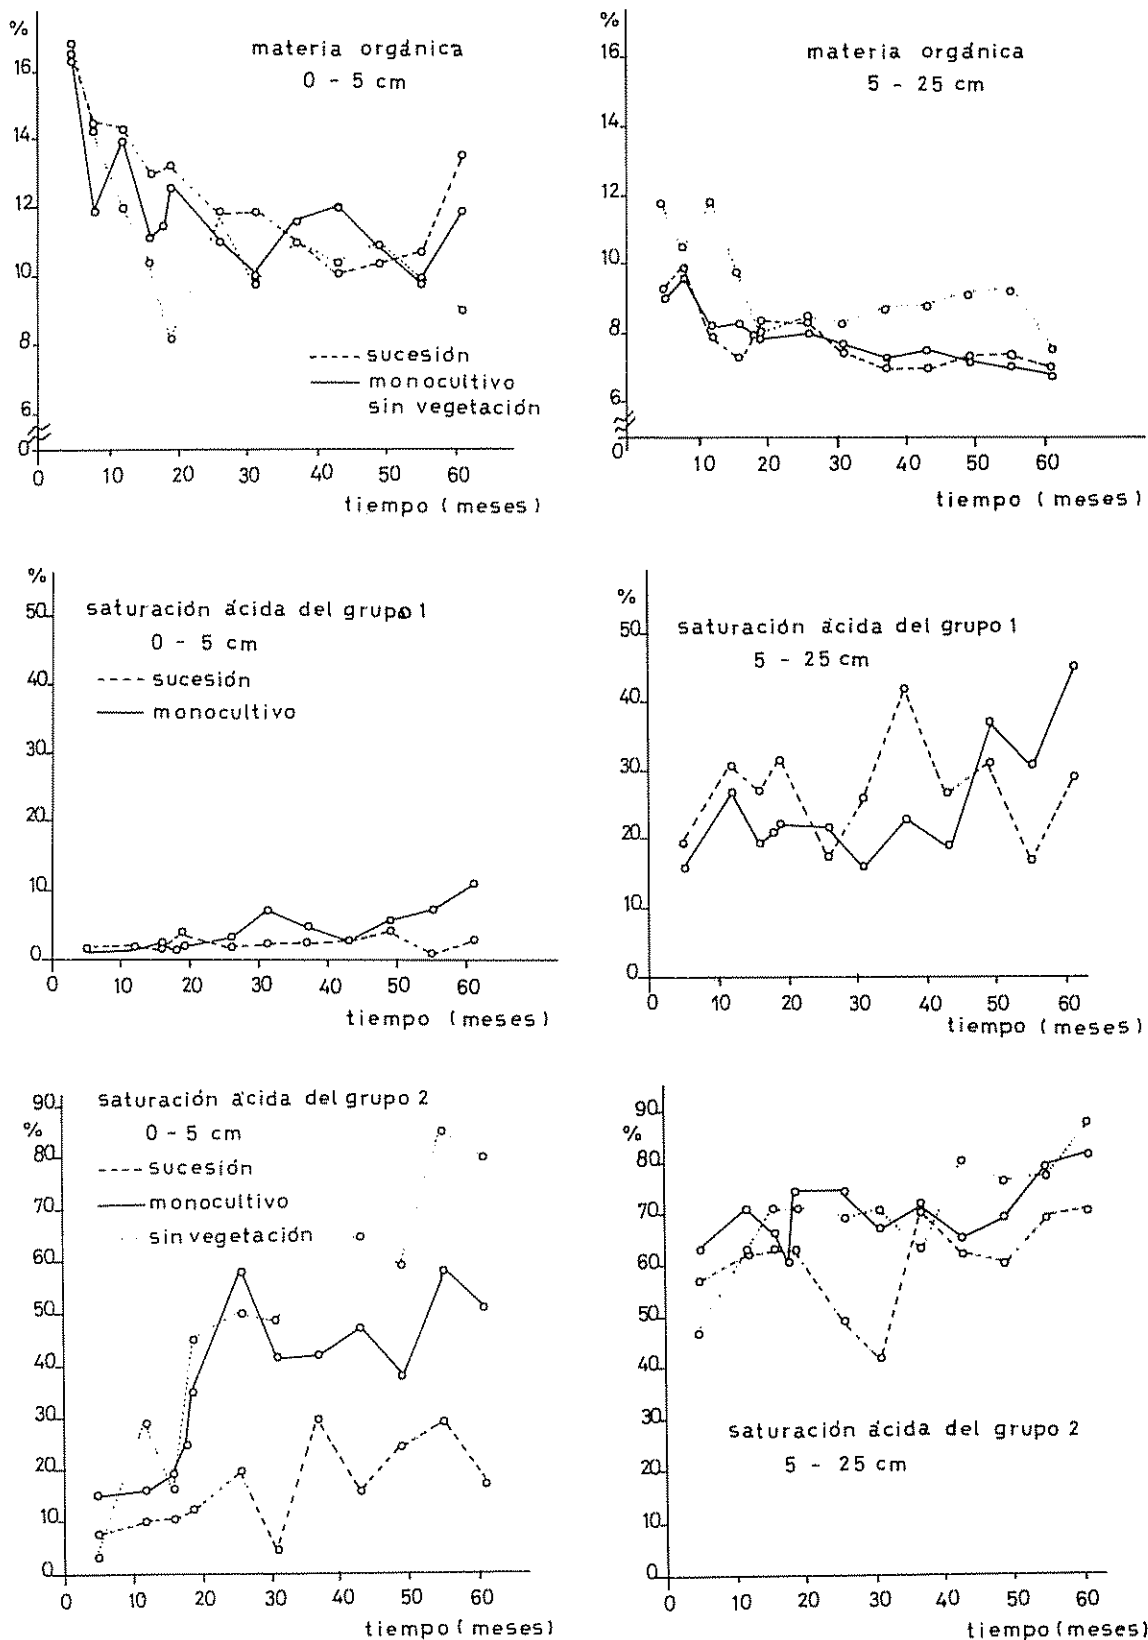 %
materia orgánica
0 - 5 cm
16
14
12
10
8
6
0
sucesión
monocultivo
sin vegetación
0 10 20 30 40 50 60
tiempo (meses)
%
materia orgánica
5 - 25 cm
16
14
12
10
8
6
0
10 20 30 40 50 60
tiempo (meses)
%
saturación ácida del grupo 1
0 - 5 cm
sucesión
monocultivo
50
40
30
20
10
0
0 10 20 30 40 50 60
tiempo (meses)
%
saturación ácida del grupo 1
5 - 25 cm
50
40
30
20
10
0
0 10 20 30 40 50 60
tiempo (meses)
90
%
saturación ácida del grupo 2
0 - 5 cm
sucesión
monocultivo
sin vegetación
80
70
60
50
40
30
20
10
0
0 10 20 30 40 50 60
tiempo (meses)
90
%
80
70
60
50
40
30
20
10
0
saturación ácida del grupo 2
5 - 25 cm
0 10 20 30 40 50 60
tiempo (meses)